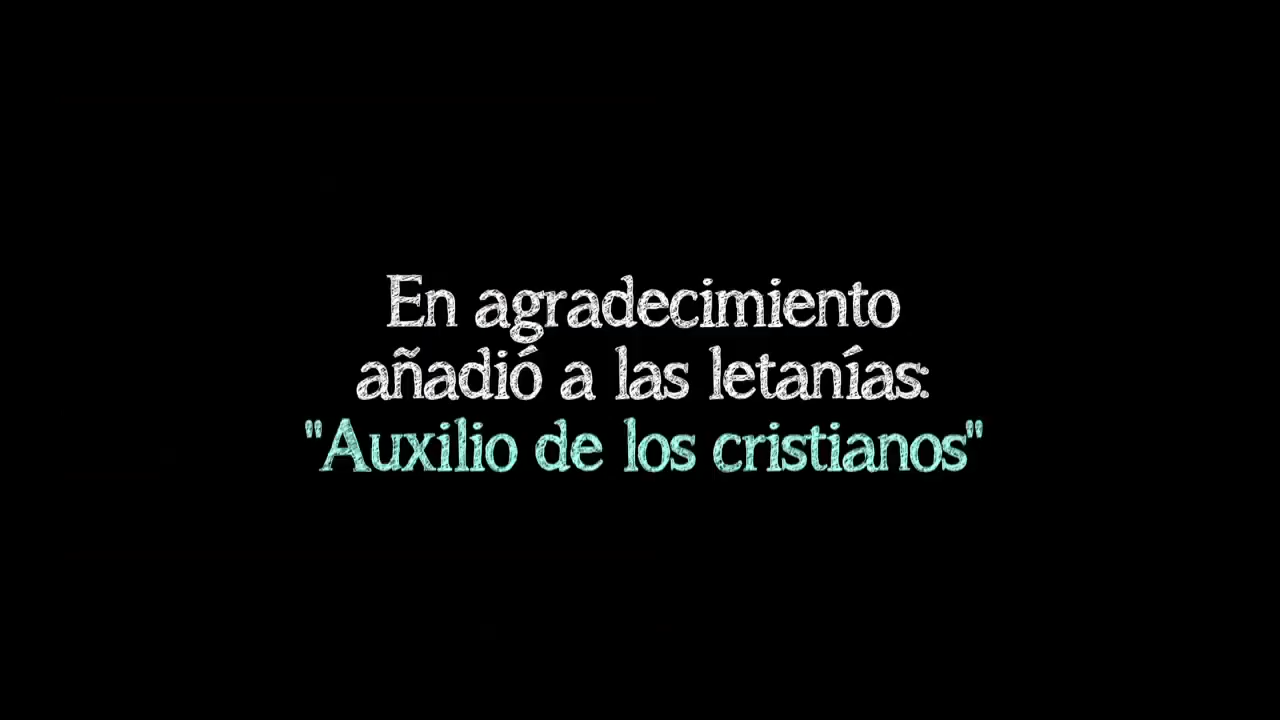 En agradecimiento
añadió a las letanías:
"Auxilio de los cristianos"